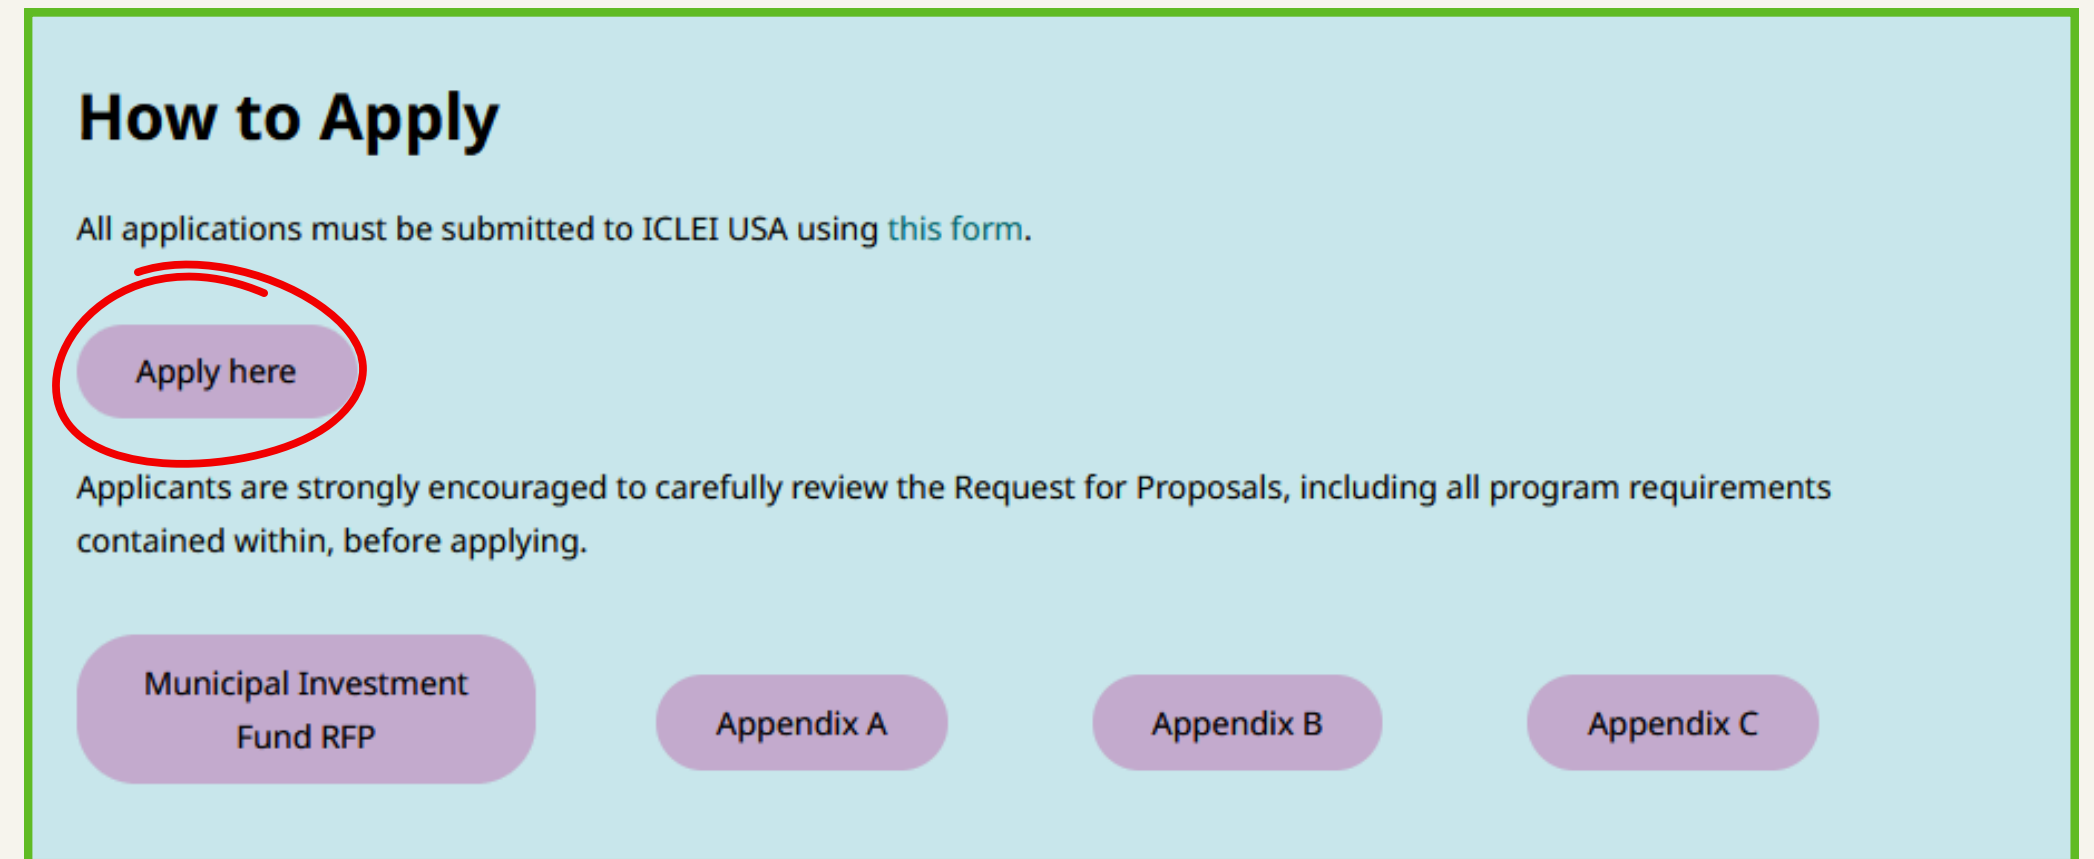 How to Apply
All applications must be submitted to ICLEI USA using this form.
Apply here
Applicants are strongly encouraged to carefully review the Request for Proposals, including all program requirements
contained within, before applying.
Municipal Investment
Fund RFP
Appendix A
Appendix B
Appendix C